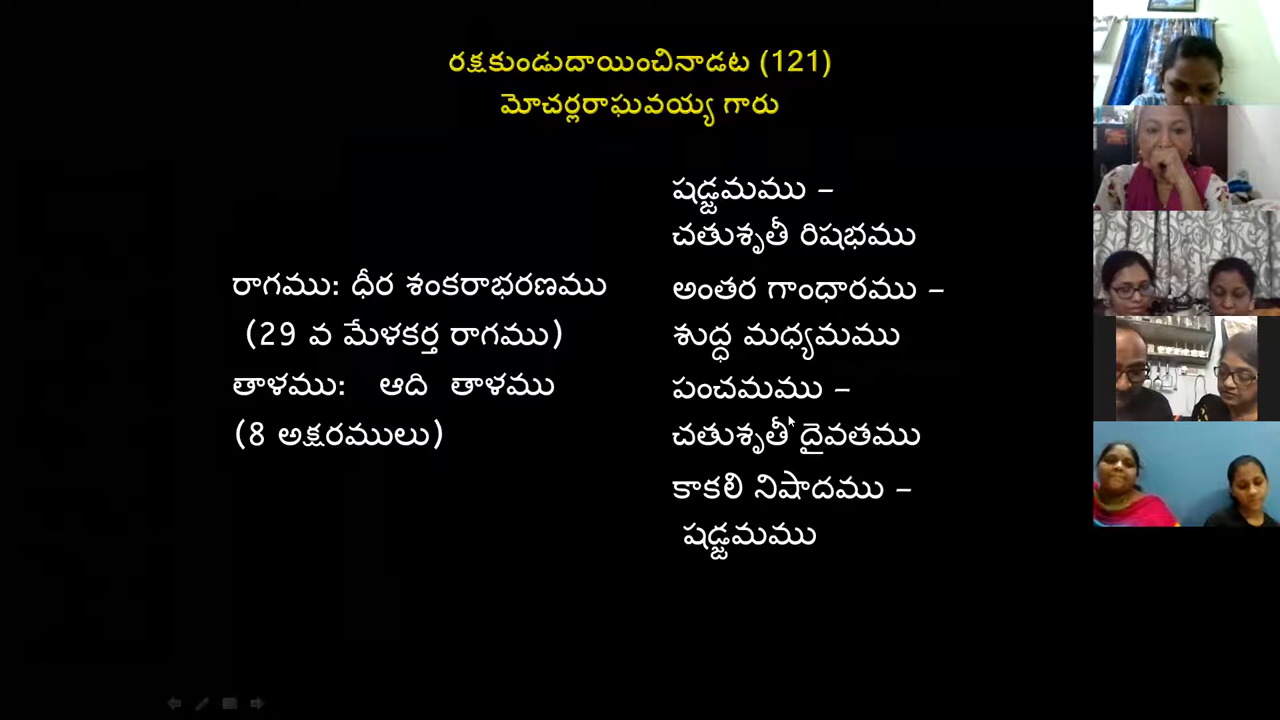 రక్షకుండుదాయించినాడట (121)
మోచర్లరాఘవయ్య గారు
రాగము: ధీర శంకరాభరణము
(29 వ మేళకర్త రాగము)
తాళము: ఆది తాళము
(8 అక్షరములు)
షడ్జమము –
చతుశృతీ రిషభము
అంతర గాంధారము –
శుద్ధ మధ్యమము
పంచమము –
చతుశృతీ దైవతము
కాకలి నిషాదము –
షడ్జమము